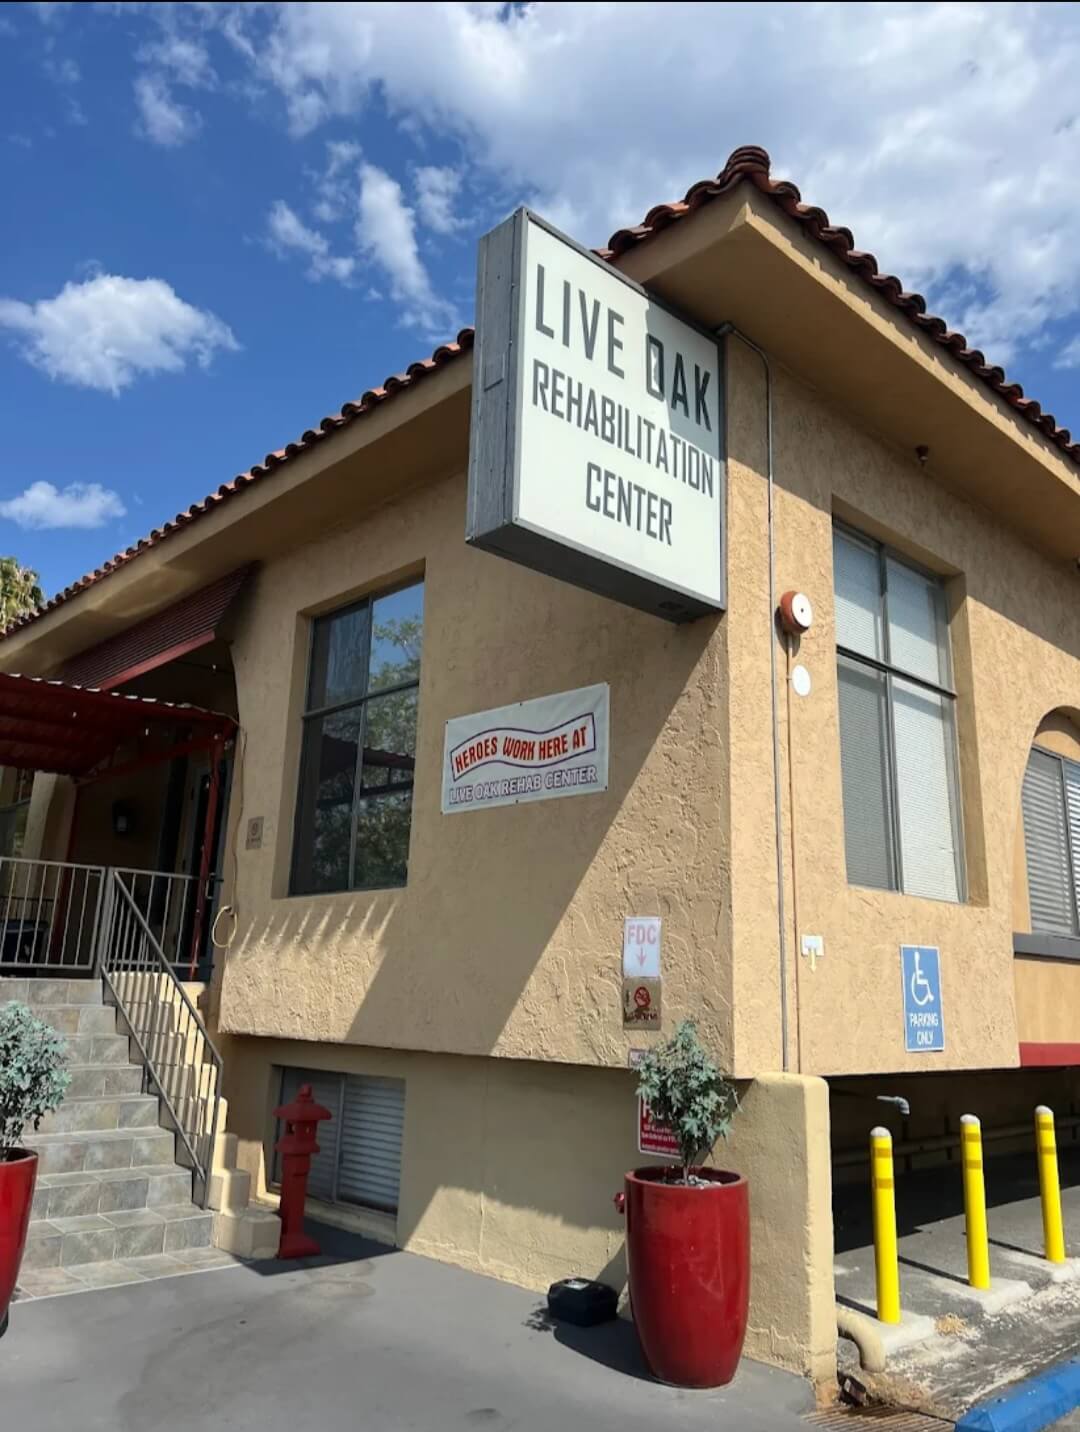 LIVE OAK
REHABILITATION
CENTER
HEROES WORK HERE AT
LIVE OAK REHAB CENTER
FDC
PARKING
ONLY